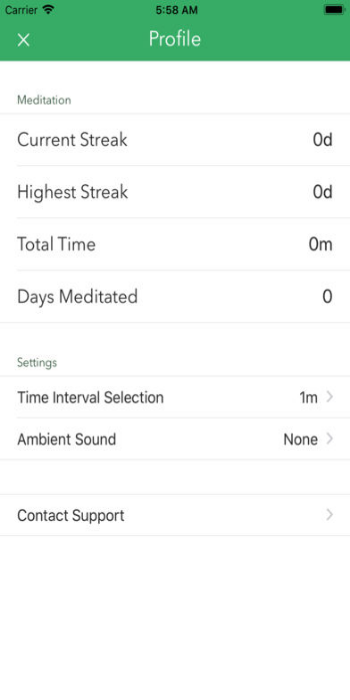 Carrier 5:58 AM
Profile
Meditation
Current Streak 0d
Highest Streak 0d
Total Time 0m
Days Meditated 0
Settings
Time Interval Selection 1m
Ambient Sound None
Contact Support